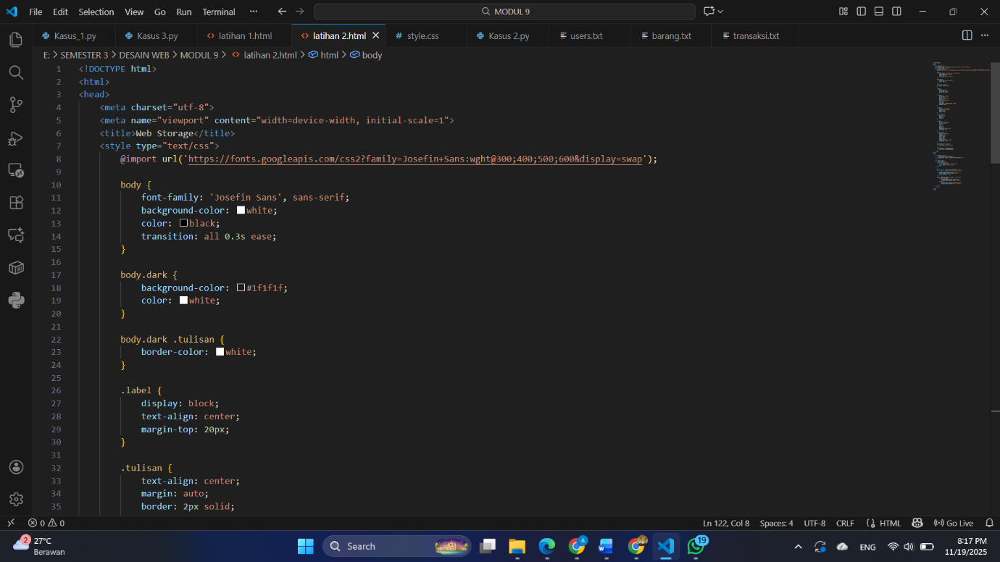 File Edit Selection View Go Run Terminal ··· MODUL 9
Kasus_1.py Kasus 3.py latihan 1.html latihan 2.html style.css Kasus 2.py users.txt barang.txt transaksi.txt
E: > SEMESTER 3 > DESAIN WEB > MODUL 9 > latihan 2.html > html > body
1 <!DOCTYPE html>
2 <html>
3 <head>
4 <meta charset="utf-8">
5 <meta name="viewport" content="width=device-width, initial-scale=1">
6 <title>Web Storage</title>
7 <style type="text/css">
8 @import url('https://fonts.googleapis.com/css2?family=Josefin+Sans:wght@300;400;500;600&display=swap');
9
10 body {
11 font-family: 'Josefin Sans', sans-serif;
12 background-color: white;
13 color: black;
14 transition: all 0.3s ease;
15 }
16
17 body.dark {
18 background-color: #1f1f1f;
19 color: white;
20 }
21
22 body.dark .tulisan {
23 border-color: white;
24 }
25
26 .label {
27 display: block;
28 text-align: center;
29 margin-top: 20px;
30 }
31
32 .tulisan {
33 text-align: center;
34 margin: auto;
35 border: 2px solid;
0 0 Ln 122, Col 8 Spaces: 4 UTF-8 CRLF {} HTML Go Live
2 27°C
Berawan
Search
A
19
ENG
8:17 PM
11/19/2025